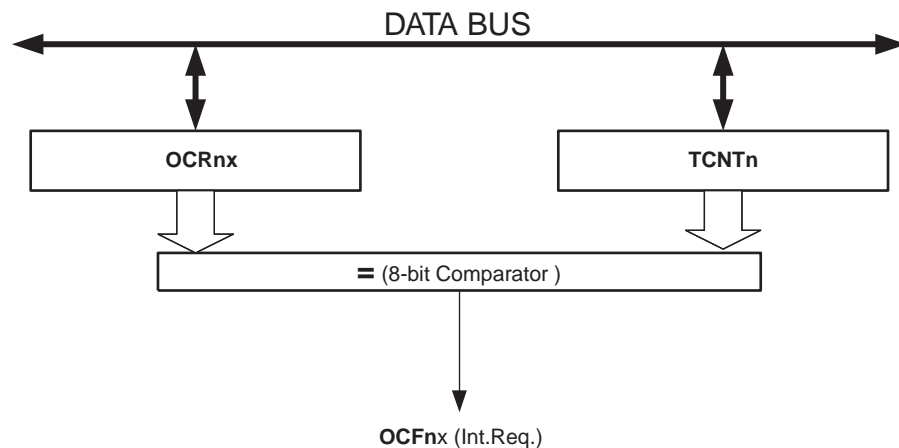 DATA BUS
OCRnx
TCNTn
= (8-bit Comparator )
OCFnx (Int.Req.)